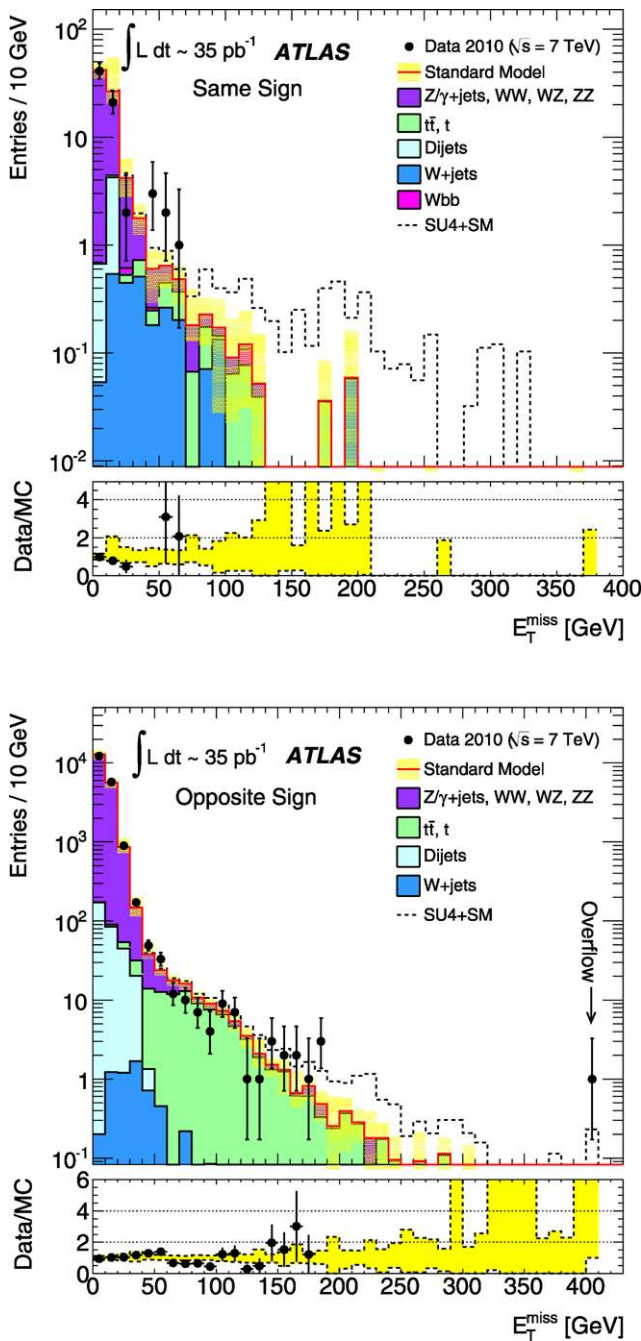 Entries / 10 GeV
10²
10
1
10⁻¹
10⁻²
∫ L dt ~ 35 pb⁻¹ ATLAS
Same Sign
Data 2010 (√s = 7 TeV)
Standard Model
Z/γ+jets, WW, WZ, ZZ
tt̄, t
Dijets
W+jets
Wbb
SU4+SM
Data/MC
4
2
0
0 50 100 150 200 250 300 350 400
E_T^miss [GeV]
Entries / 10 GeV
10⁴
10³
10²
10
1
10⁻¹
∫ L dt ~ 35 pb⁻¹ ATLAS
Opposite Sign
Data 2010 (√s = 7 TeV)
Standard Model
Z/γ+jets, WW, WZ, ZZ
tt̄, t
Dijets
W+jets
SU4+SM
Overflow
Data/MC
6
4
2
0
0 50 100 150 200 250 300 350 400
E_T^miss [GeV]